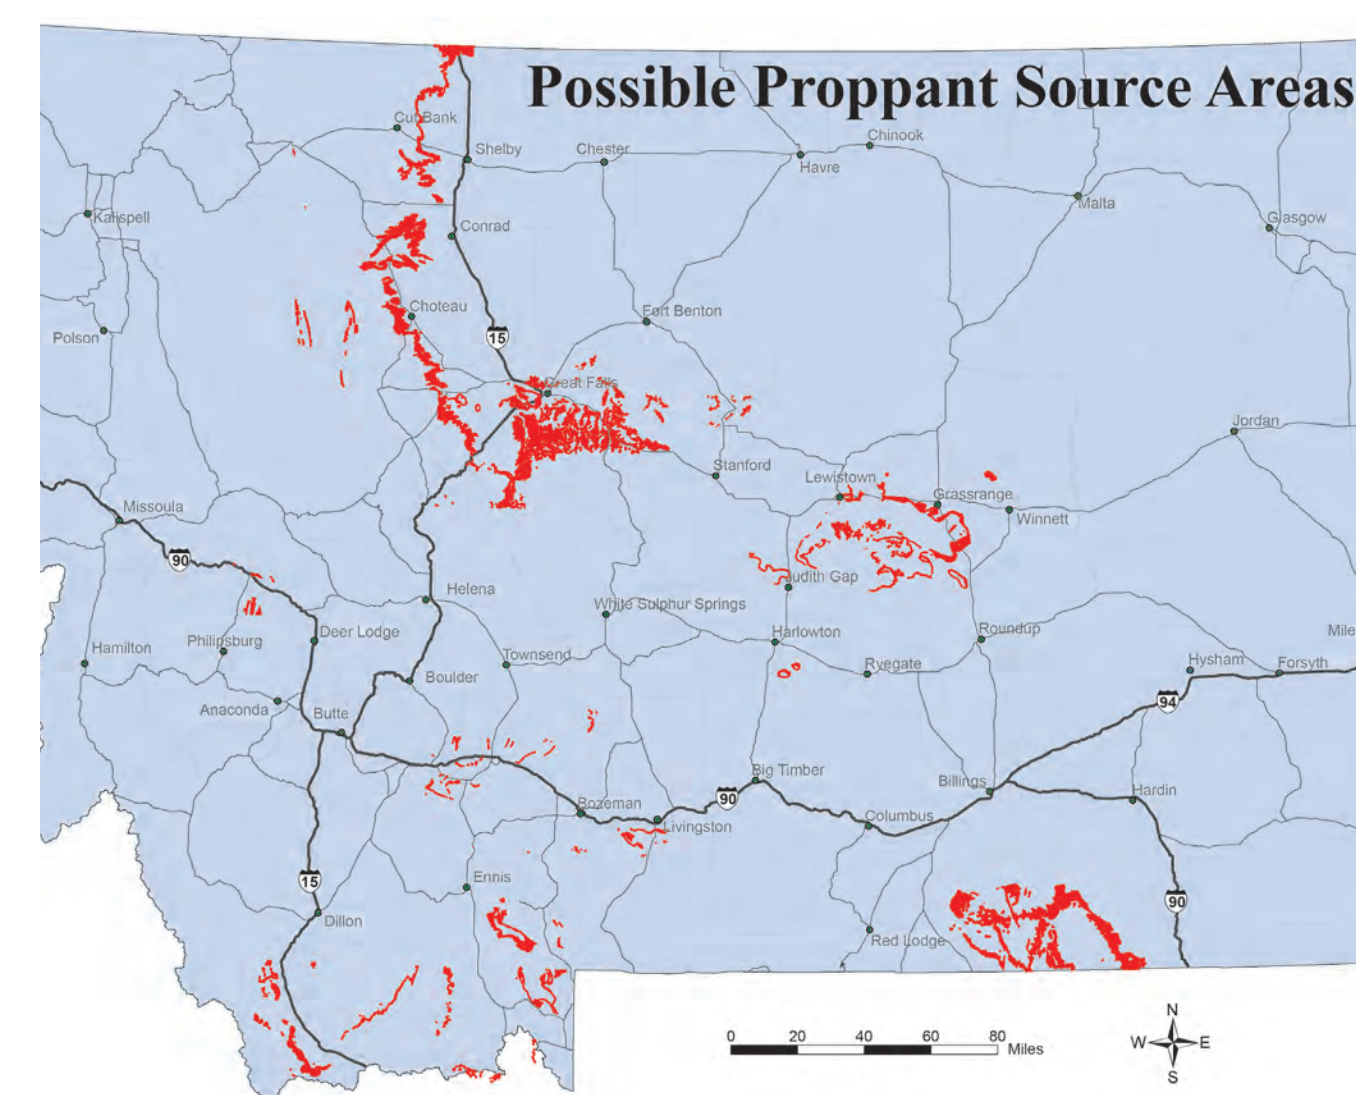 Possible Proppant Source Areas
Cut Bank
Shelby
Chester
Havre
Chinook
Malta
Glasgow
Kalispell
Conrad
Choteau
Fort Benton
Polson
15
Great Falls
Jordan
Stanford
Lewistown
Grassrange
Winnett
Missoula
90
Helena
Judith Gap
White Sulphur Springs
Hamilton
Philipsburg
Deer Lodge
Harlowton
Roundup
Mile
Townsend
Ryegate
Hysham
Forsyth
Boulder
Anaconda
Butte
94
Big Timber
Billings
Hardin
90
Bozeman
Livingston
Columbus
15
Ennis
90
Dillon
Red Lodge
0 20 40 60 80
Miles
N
W E
S